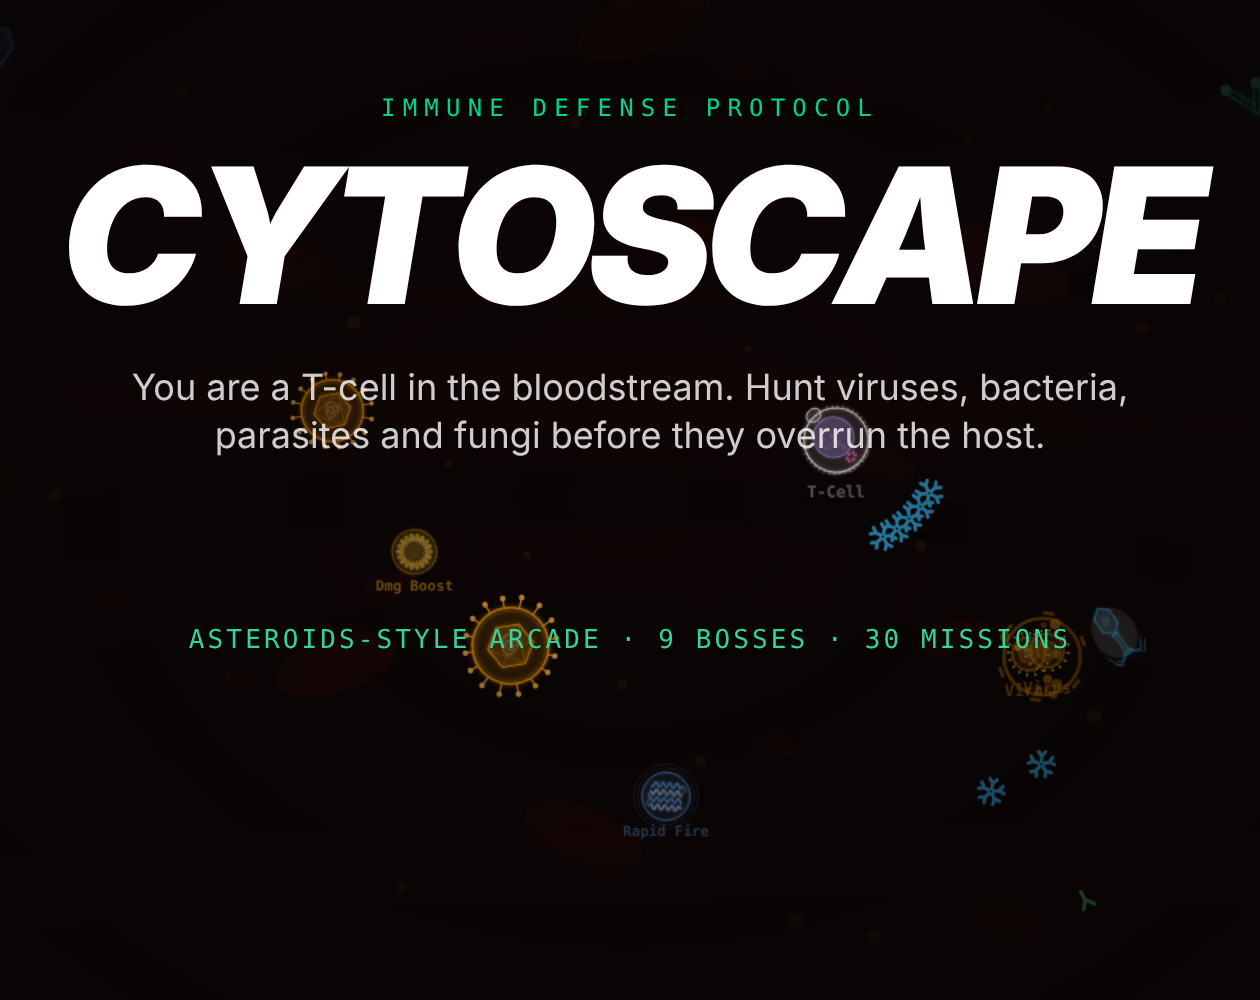 IMMUNE DEFENSE PROTOCOL
CYTOSCAPE
You are a T-cell in the bloodstream. Hunt viruses, bacteria,
parasites and fungi before they overrun the host.
T-Cell
Dmg Boost
ASTEROIDS-STYLE ARCADE · 9 BOSSES · 30 MISSIONS
Rapid Fire